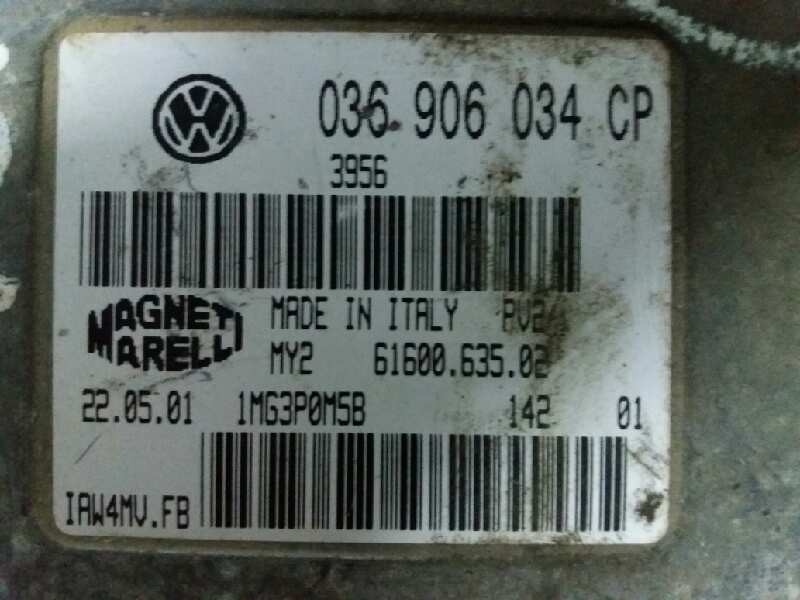 036 906 034 CP
3956
MAGNETI MARELLI
MADE IN ITALY PV2
MY2 61600.635.02
22.05.01 1MG3P0M5B 142 01
IAW4MV.FB